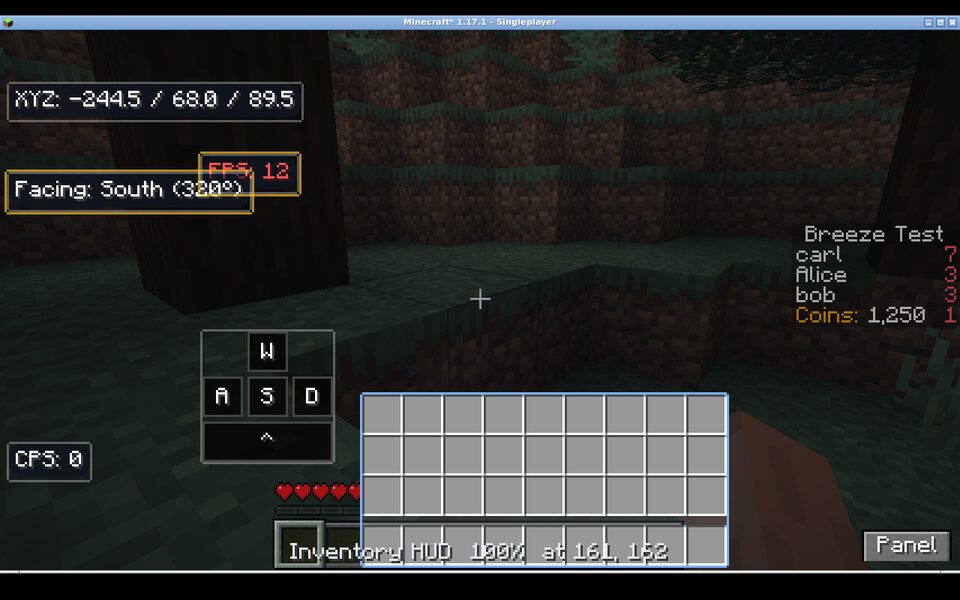 Minecraft* 1.17.1 - Singleplayer
XYZ: -244.5 / 68.0 / 89.5
FPS: 12
Facing: South (320°)
Breeze Test
carl 7
Alice 3
bob 3
Coins: 1,250 1
W
A S D
^
CPS: 0
Inventory HUD 100% at 161, 162
Panel